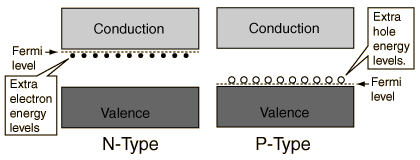 Conduction
Fermi
level
Extra
electron
energy
levels
Valence
N-Type
Conduction
Extra
hole
energy
levels.
Fermi
level
Valence
P-Type